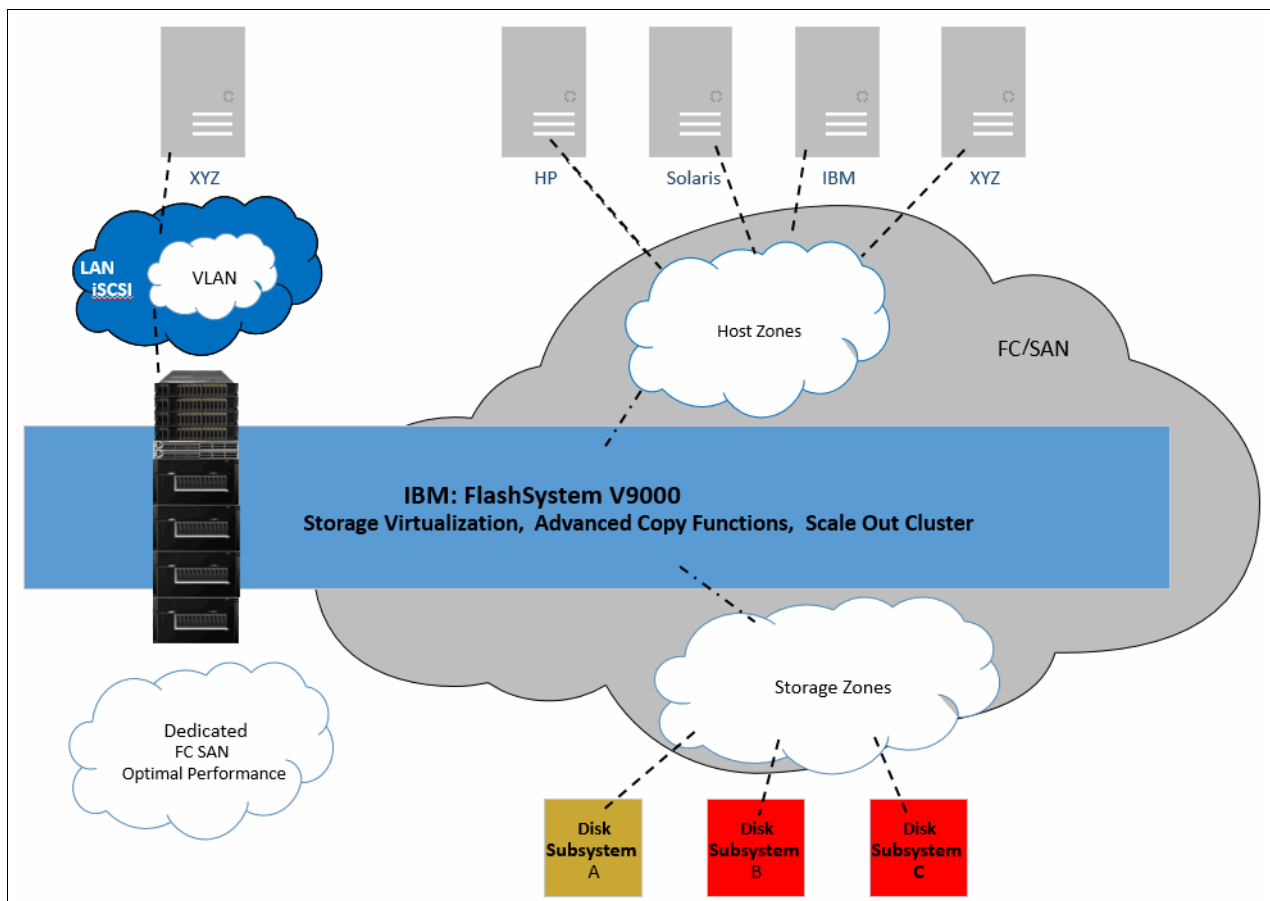 XYZ
HP
Solaris
IBM
XYZ
LAN
iSCSI
VLAN
Host Zones
FC/SAN
IBM: FlashSystem V9000
Storage Virtualization, Advanced Copy Functions, Scale Out Cluster
Storage Zones
Dedicated
FC SAN
Optimal Performance
Disk
Subsystem
A
Disk
Subsystem
B
Disk
Subsystem
C